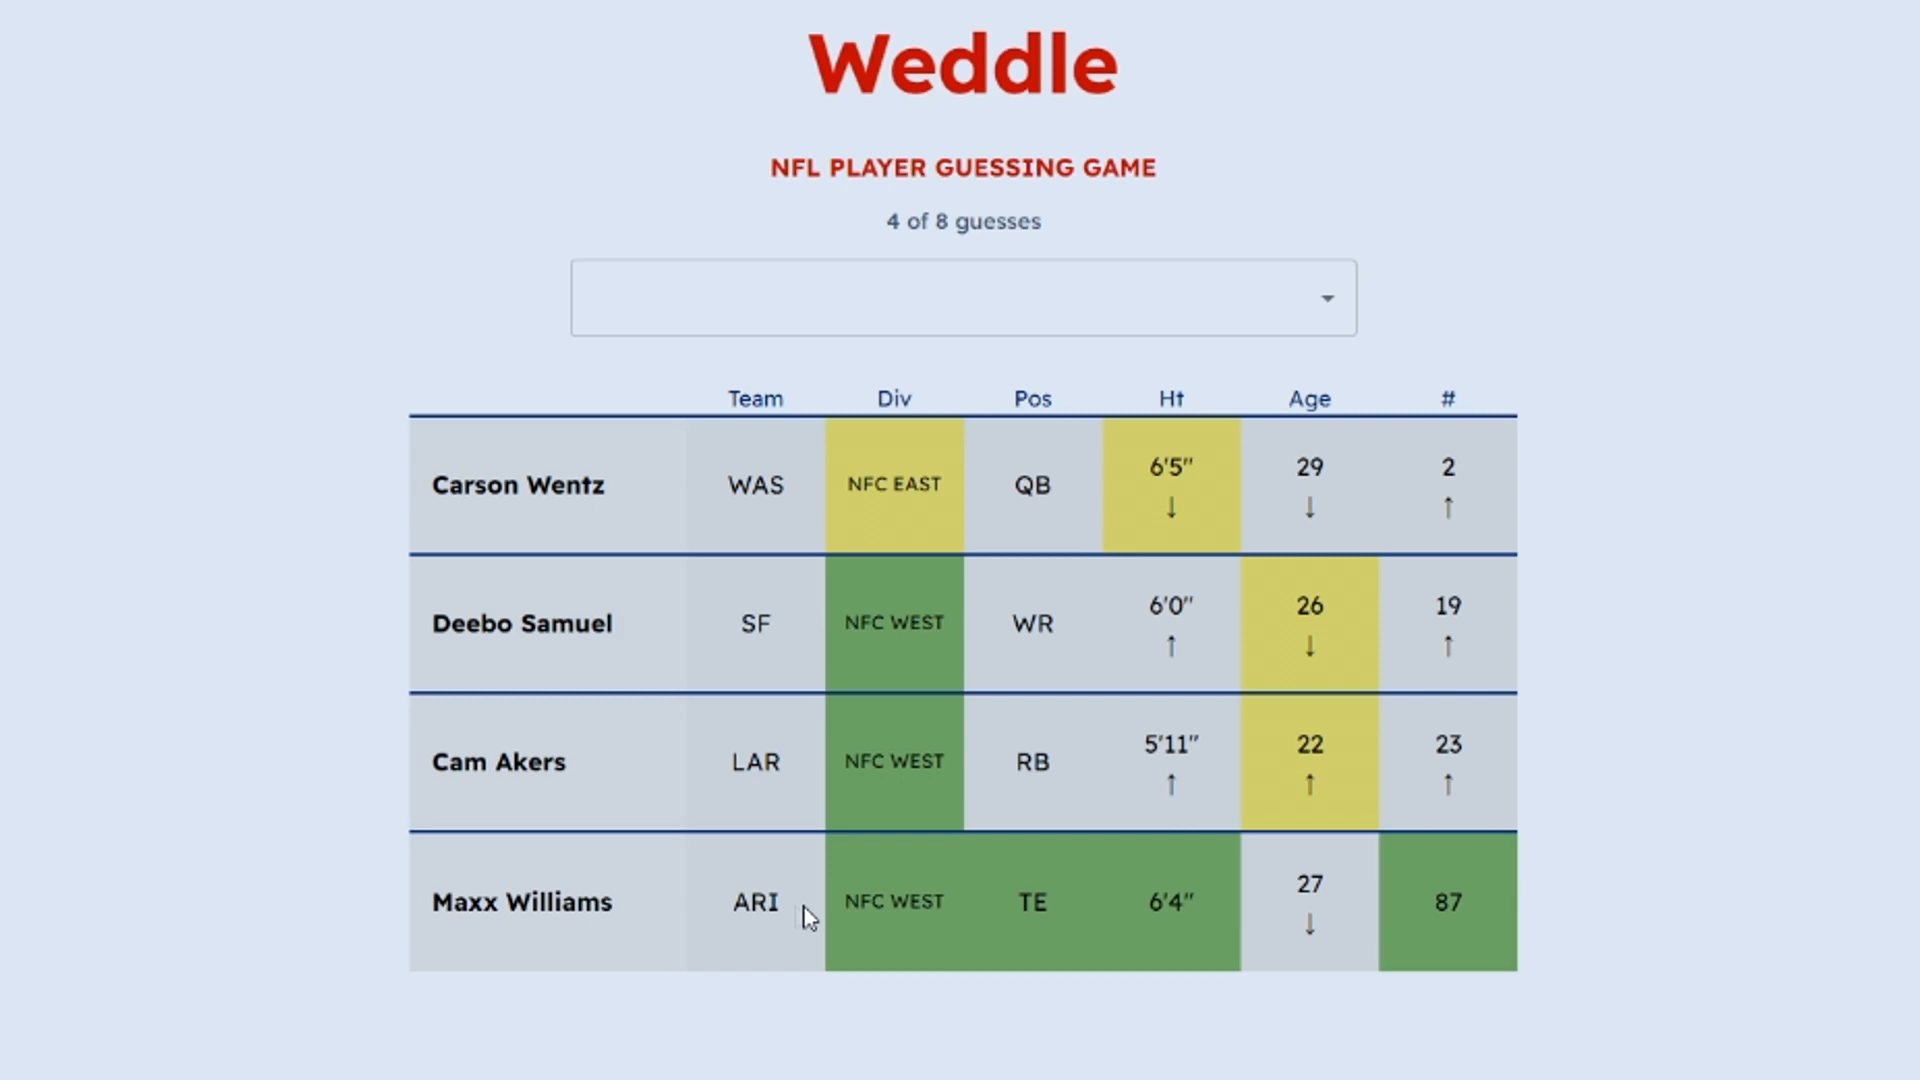 Weddle
NFL PLAYER GUESSING GAME
4 of 8 guesses
Team Div Pos Ht Age #
Carson Wentz WAS NFC EAST QB 6'5" ↓ 29 ↓ 2 ↑
Deebo Samuel SF NFC WEST WR 6'0" ↑ 26 ↓ 19 ↑
Cam Akers LAR NFC WEST RB 5'11" ↑ 22 ↑ 23 ↑
Maxx Williams ARI NFC WEST TE 6'4" 27 ↓ 87